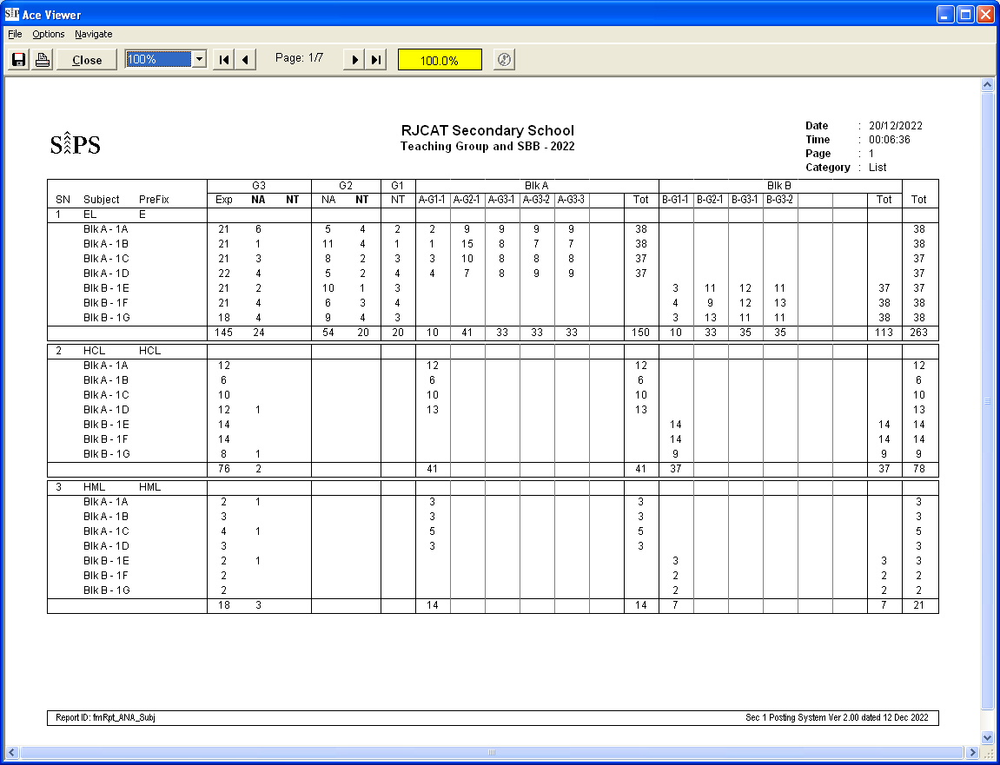 SIPS Ace Viewer
File Options Navigate
Close 100% Page: 1/7 100.0%
SIPS
RJCAT Secondary School
Teaching Group and SBB - 2022
Date : 20/12/2022
Time : 00:06:36
Page : 1
Category : List
G3 G2 G1 Blk A Blk B
SN Subject PreFix Exp NA NT NA NT NT A-G1-1 A-G2-1 A-G3-1 A-G3-2 A-G3-3 Tot B-G1-1 B-G2-1 B-G3-1 B-G3-2 Tot Tot
1 EL E
Blk A - 1A 21 6 5 4 2 2 9 9 9 9 38 38
Blk A - 1B 21 1 11 4 1 1 15 8 7 7 38 38
Blk A - 1C 21 3 8 2 3 3 10 8 8 8 37 37
Blk A - 1D 22 4 5 2 4 4 7 8 9 9 37 37
Blk B - 1E 21 2 10 1 3 3 11 12 11 37 37
Blk B - 1F 21 4 6 3 4 4 9 12 13 38 38
Blk B - 1G 18 4 9 4 3 3 13 11 11 38 38
145 24 54 20 20 10 41 33 33 33 150 10 33 35 35 113 263
2 HCL HCL
Blk A - 1A 12 12 12 12
Blk A - 1B 6 6 6 6
Blk A - 1C 10 10 10 10
Blk A - 1D 12 1 13 13 13
Blk B - 1E 14 14 14 14
Blk B - 1F 14 14 14 14
Blk B - 1G 8 1 9 9 9
76 2 41 41 37 37 78
3 HML HML
Blk A - 1A 2 1 3 3 3
Blk A - 1B 3 3 3 3
Blk A - 1C 4 1 5 5 5
Blk A - 1D 3 3 3 3
Blk B - 1E 2 1 3 3 3
Blk B - 1F 2 2 2 2
Blk B - 1G 2 2 2 2
18 3 14 14 7 7 21
Report ID: fmRpt_ANA_Subj Sec 1 Posting System Ver 2.00 dated 12 Dec 2022